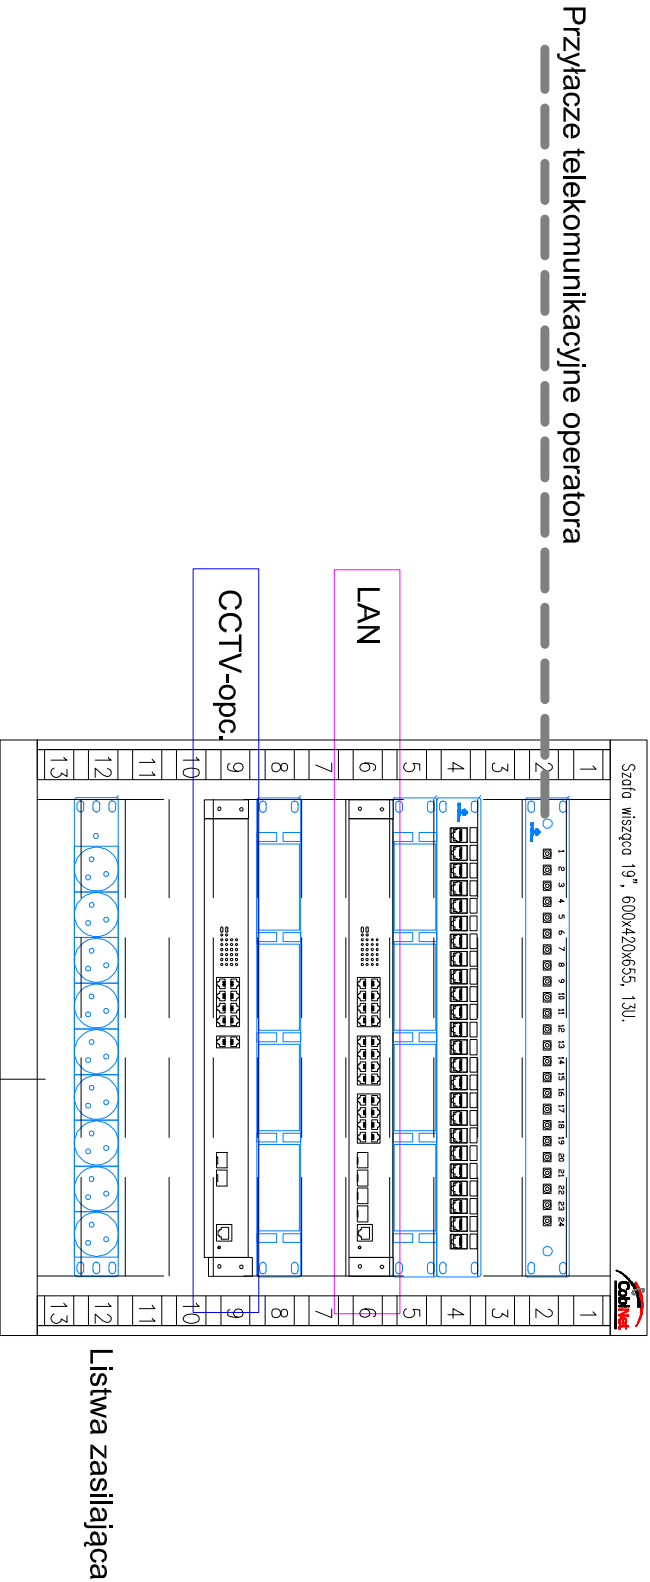 Szafa wisząca 19", 600x420x655, 13U.
CobiNet
Przyłacze telekomunikacyjne operatora
1 1
2 2
1 2 3 4 5 6 7 8 9 10 11 12 13 14 15 16 17 18 19 20 21 22 23 24
3 3
4 4
5 5
LAN
6 6
7 7
8 8
CCTV-opc.
9 9
10 10
11 11
12 12
Listwa zasilająca
13 13